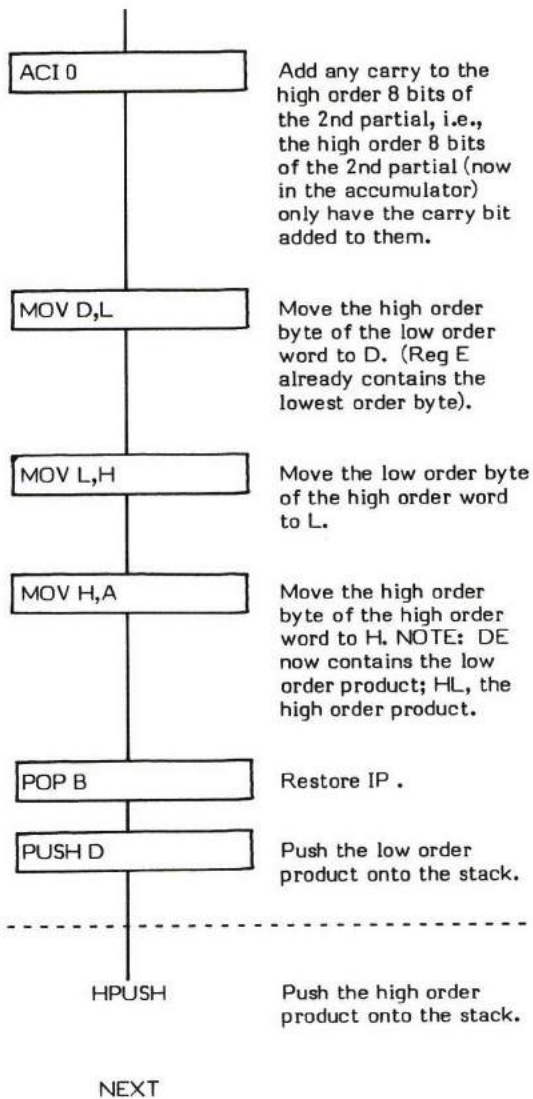 ACI 0
Add any carry to the
high order 8 bits of
the 2nd partial, i.e.,
the high order 8 bits
of the 2nd partial (now
in the accumulator)
only have the carry bit
added to them.
MOV D,L
Move the high order
byte of the low order
word to D. (Reg E
already contains the
lowest order byte).
MOV L,H
Move the low order byte
of the high order word
to L.
MOV H,A
Move the high order
byte of the high order
word to H. NOTE: DE
now contains the low
order product; HL, the
high order product.
POP B
Restore IP .
PUSH D
Push the low order
product onto the stack.
HPUSH
Push the high order
product onto the stack.
NEXT